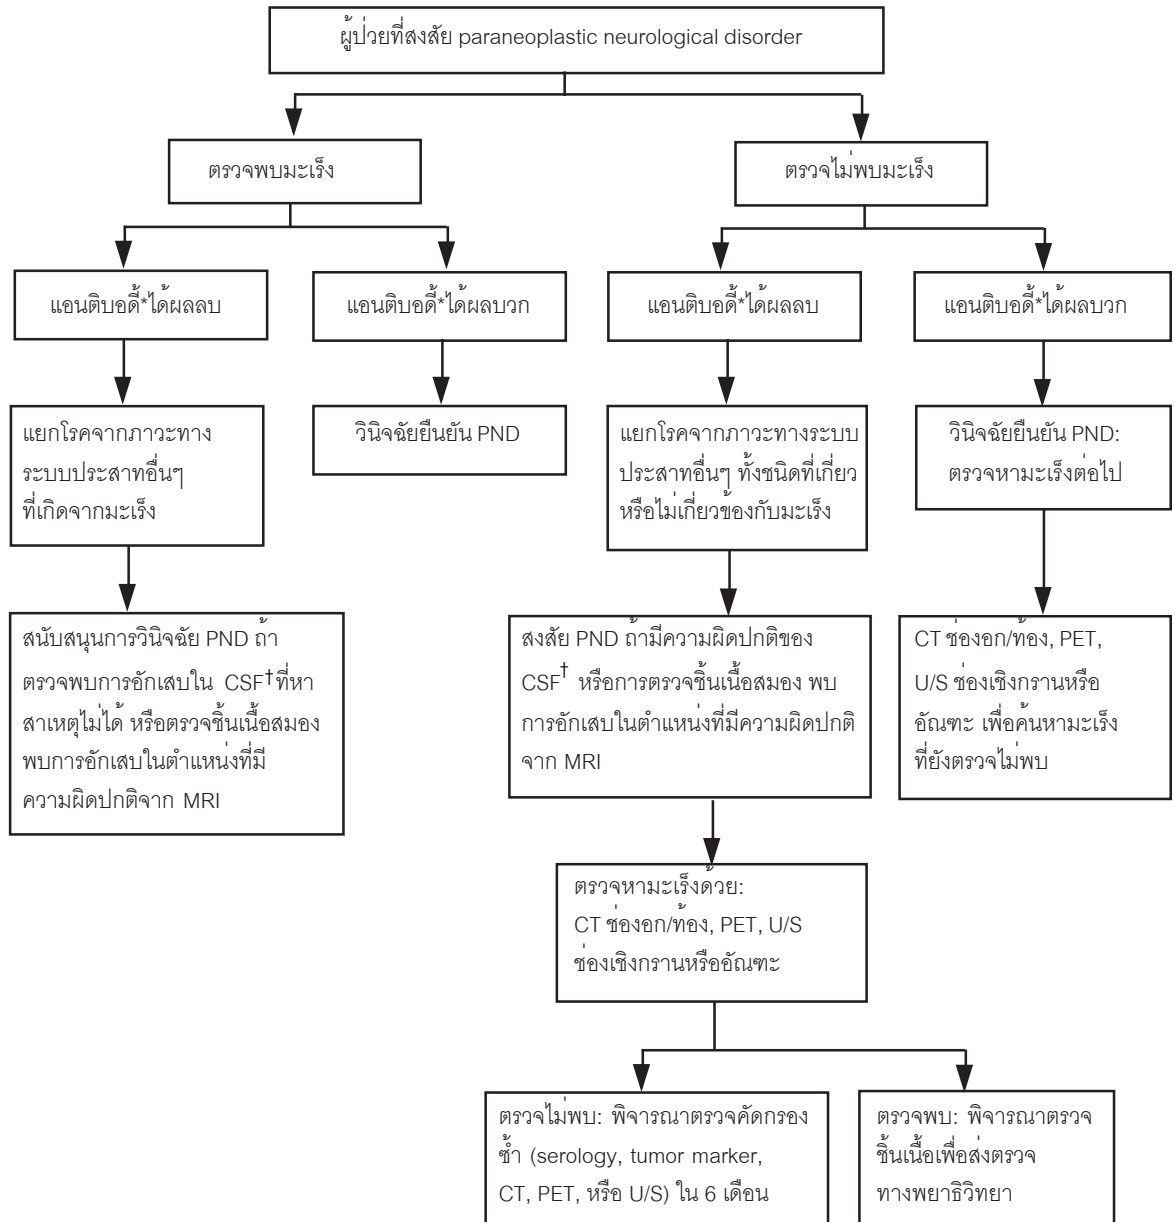 ผู้ป่วยที่สงสัย paraneoplastic neurological disorder
ตรวจพบมะเร็ง
ตรวจไม่พบมะเร็ง
แอนติบอดี้*ได้ผลลบ
แอนติบอดี้*ได้ผลบวก
แอนติบอดี้*ได้ผลลบ
แอนติบอดี้*ได้ผลบวก
แยกโรคจากภาวะทาง
ระบบประสาทอื่นๆ
ที่เกิดจากมะเร็ง
วินิจฉัยยืนยัน PND
แยกโรคจากภาวะทางระบบ
ประสาทอื่นๆ ทั้งชนิดที่เกี่ยว
หรือไม่เกี่ยวข้องกับมะเร็ง
วินิจฉัยยืนยัน PND:
ตรวจหามะเร็งต่อไป
สนับสนุนการวินิจฉัย PND ถ้า
ตรวจพบการอักเสบใน CSF†ที่หา
สาเหตุไม่ได้ หรือตรวจชิ้นเนื้อสมอง
พบการอักเสบในตำแหน่งที่มี
ความผิดปกติจาก MRI
สงสัย PND ถ้ามีความผิดปกติของ
CSF† หรือการตรวจชิ้นเนื้อสมอง พบ
การอักเสบในตำแหน่งที่มีความผิดปกติ
จาก MRI
CT ช่องอก/ท้อง, PET,
U/S ช่องเชิงกรานหรือ
อัณฑะ เพื่อค้นหามะเร็ง
ที่ยังตรวจไม่พบ
ตรวจหามะเร็งด้วย:
CT ช่องอก/ท้อง, PET, U/S
ช่องเชิงกรานหรืออัณฑะ
ตรวจไม่พบ: พิจารณาตรวจคัดกรอง
ซ้ำ (serology, tumor marker,
CT, PET, หรือ U/S) ใน 6 เดือน
ตรวจพบ: พิจารณาตรวจ
ชิ้นเนื้อเพื่อส่งตรวจ
ทางพยาธิวิทยา